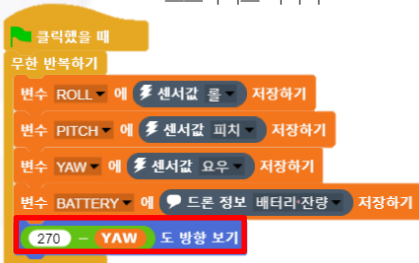 클릭했을 때
무한 반복하기
변수 ROLL 에 센서값 롤 저장하기
변수 PITCH 에 센서값 피치 저장하기
변수 YAW 에 센서값 요우 저장하기
변수 BATTERY 에 드론 정보 배터리·잔량 저장하기
270 - YAW 도 방향 보기